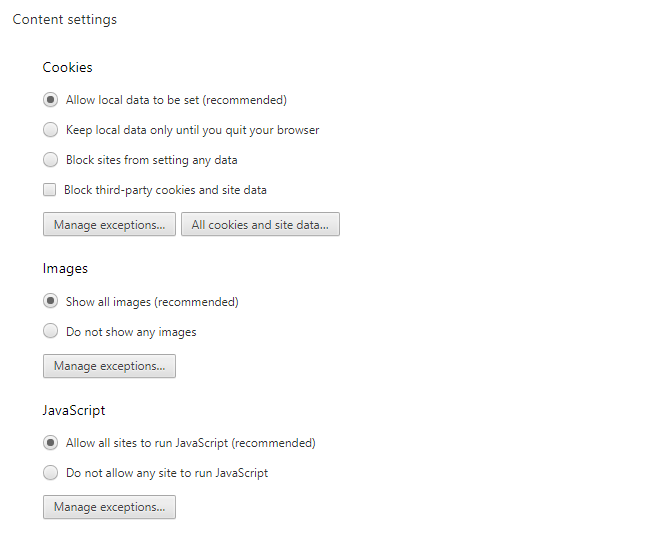 Content settings
Cookies
Allow local data to be set (recommended)
Keep local data only until you quit your browser
Block sites from setting any data
Block third-party cookies and site data
Manage exceptions... All cookies and site data...
Images
Show all images (recommended)
Do not show any images
Manage exceptions...
JavaScript
Allow all sites to run JavaScript (recommended)
Do not allow any site to run JavaScript
Manage exceptions...